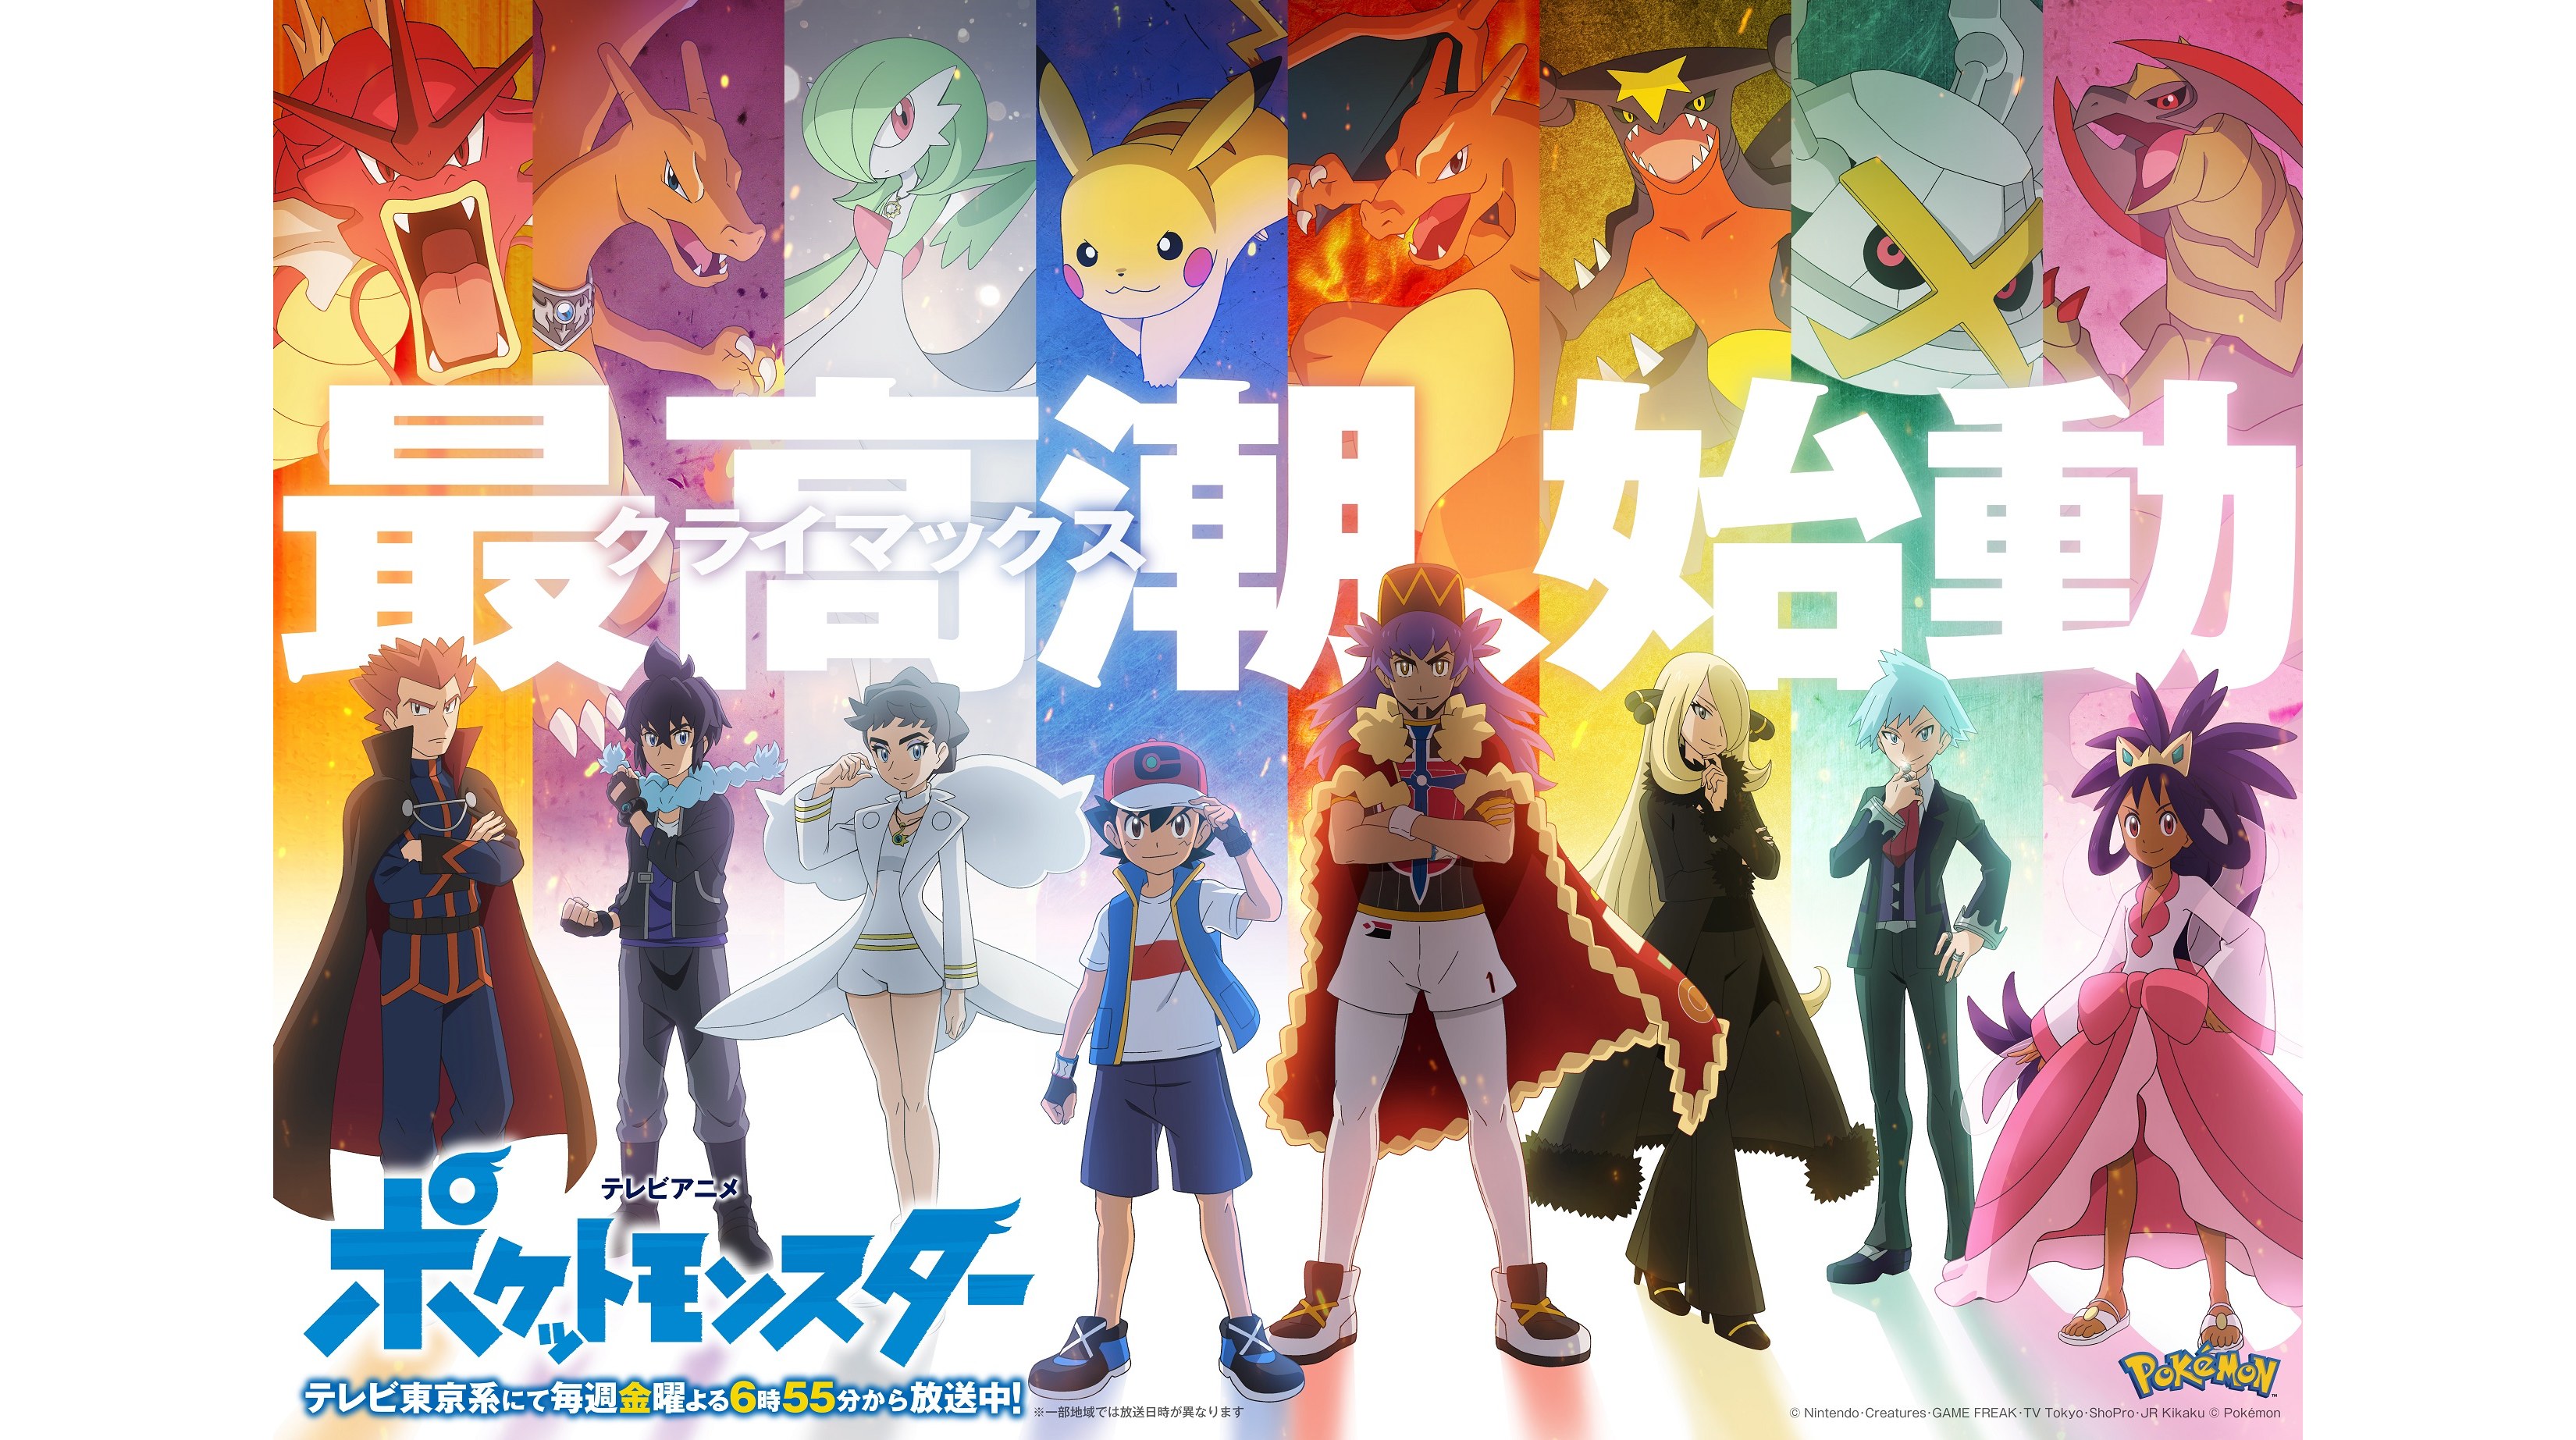 最高潮、始動
クライマックス
テレビアニメ
ポケットモンスター
テレビ東京系にて毎週金曜よる6時55分から放送中!
※一部地域では放送日時が異なります
POKéMON
TM
© Nintendo・Creatures・GAME FREAK・TV Tokyo・ShoPro・JR Kikaku © Pokémon
1